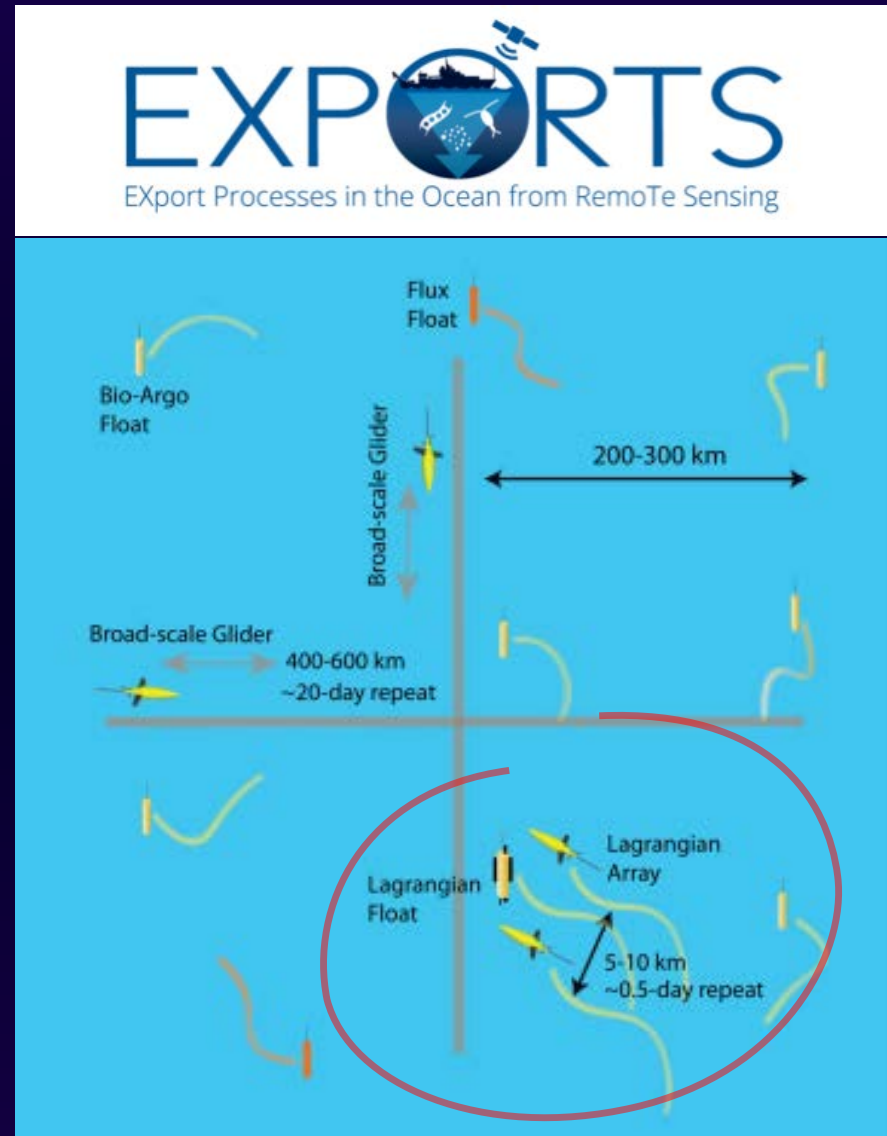 EXPORTS
EXport Processes in the Ocean from RemoTe Sensing
Flux
Float
Bio-Argo
Float
Broad-scale Glider
200-300 km
Broad-scale Glider
400-600 km
~20-day repeat
Lagrangian
Array
Lagrangian
Float
5-10 km
~0.5-day repeat